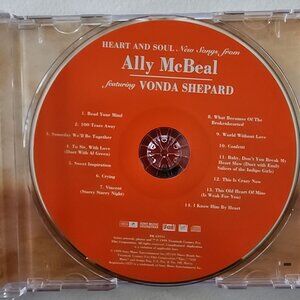 HEART AND SOUL. New Songs from
Ally McBeal
featuring VONDA SHEPARD
1. Read Your Mind
2. 100 Tears Away
3. Someday We'll Be Together
4. To Sir, With Love
(Duet With Al Green)
5. Sweet Inspiration
6. Crying
7. Vincent
(Starry Starry Night)
8. What Becomes Of The
Brokenhearted
9. World Without Love
10. Confetti
11. Baby, Don't You Break My
Heart Slow (Duet with Emily
Saliers of the Indigo Girls)
12. This Is Crazy Now
13. This Old Heart Of Mine
(Is Weak For You)
14. I Know Him By Heart